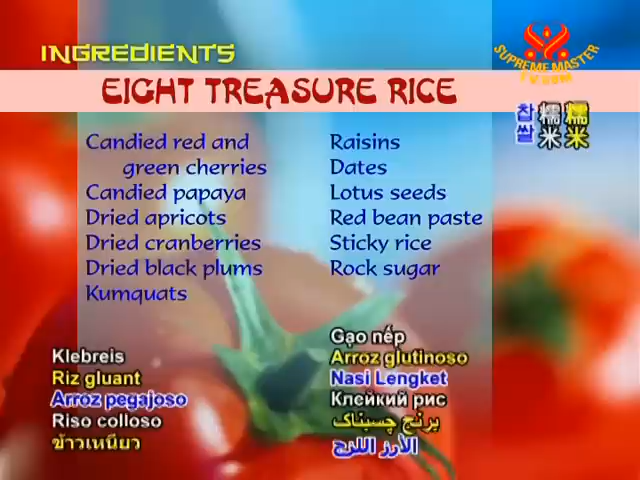 INGREDIENTS
SUPREME MASTER
TV.COM
EIGHT TREASURE RICE
찹쌀
糯米
糯米
Candied red and
green cherries
Candied papaya
Dried apricots
Dried cranberries
Dried black plums
Kumquats
Raisins
Dates
Lotus seeds
Red bean paste
Sticky rice
Rock sugar
Klebreis
Riz gluant
Arroz pegajoso
Riso colloso
ข้าวเหนียว
Gạo nếp
Arroz glutinoso
Nasi Lengket
Клейкий рис
برنج چسبناک
الأرز اللزج